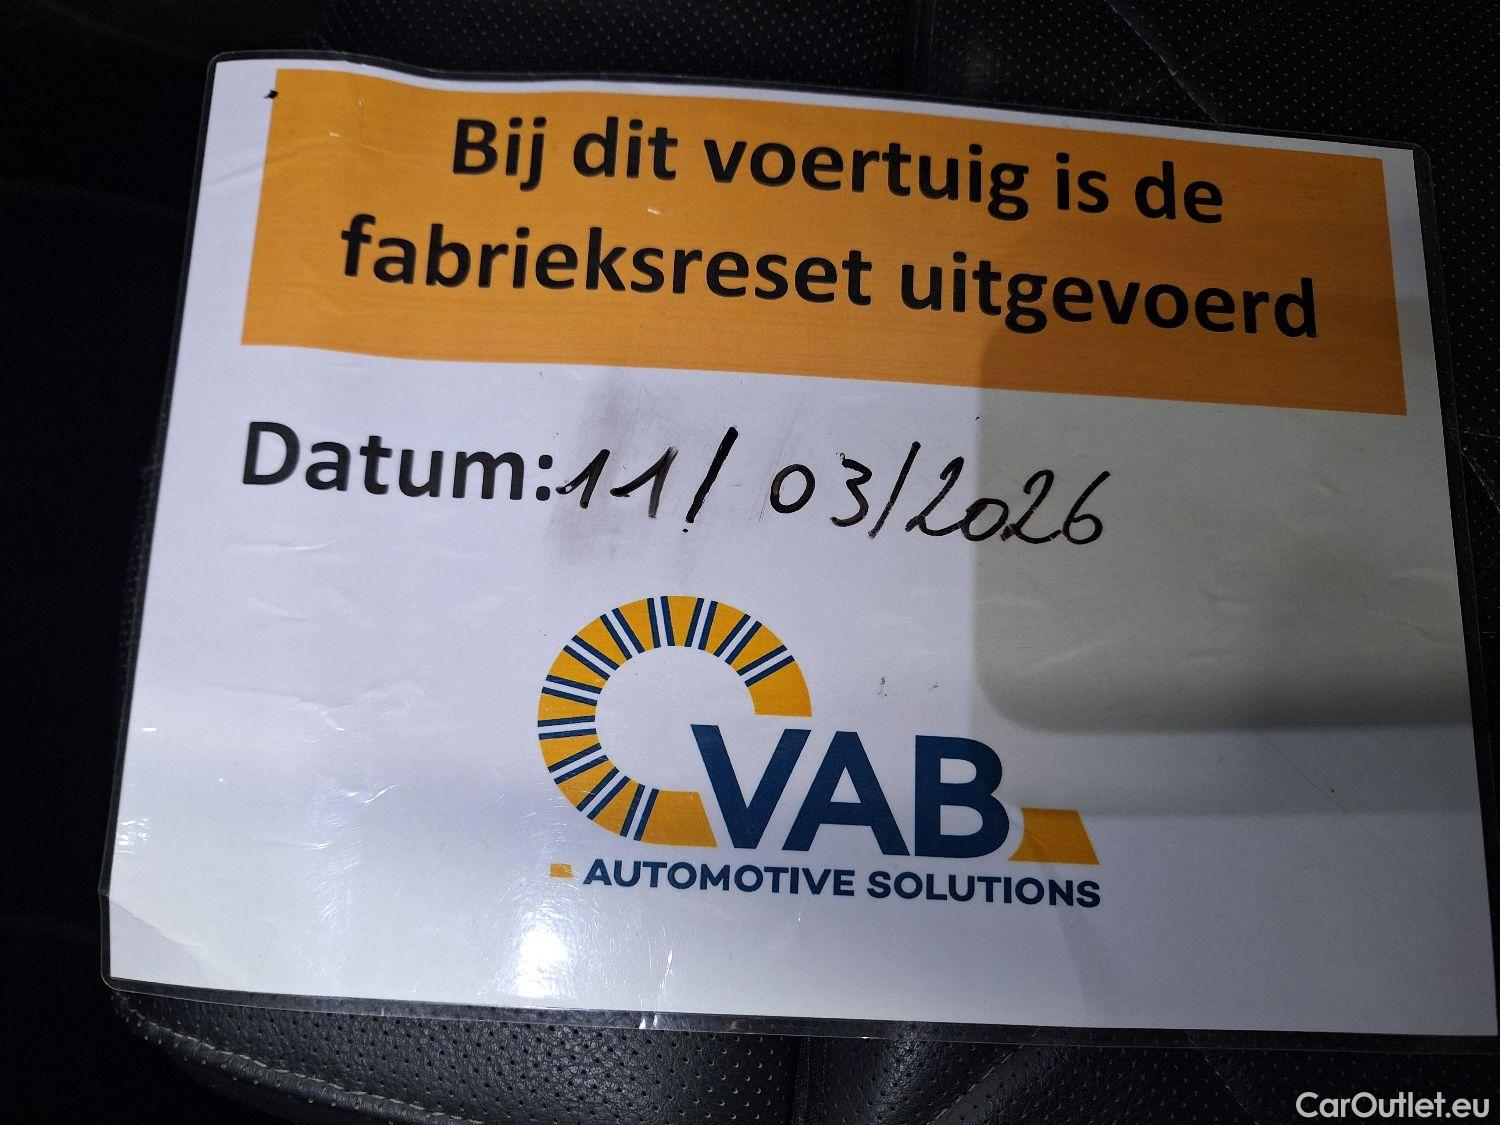 Bij dit voertuig is de
fabrieksreset uitgevoerd
Datum: 11/03/2026
VAB
AUTOMOTIVE SOLUTIONS
CarOutlet.eu